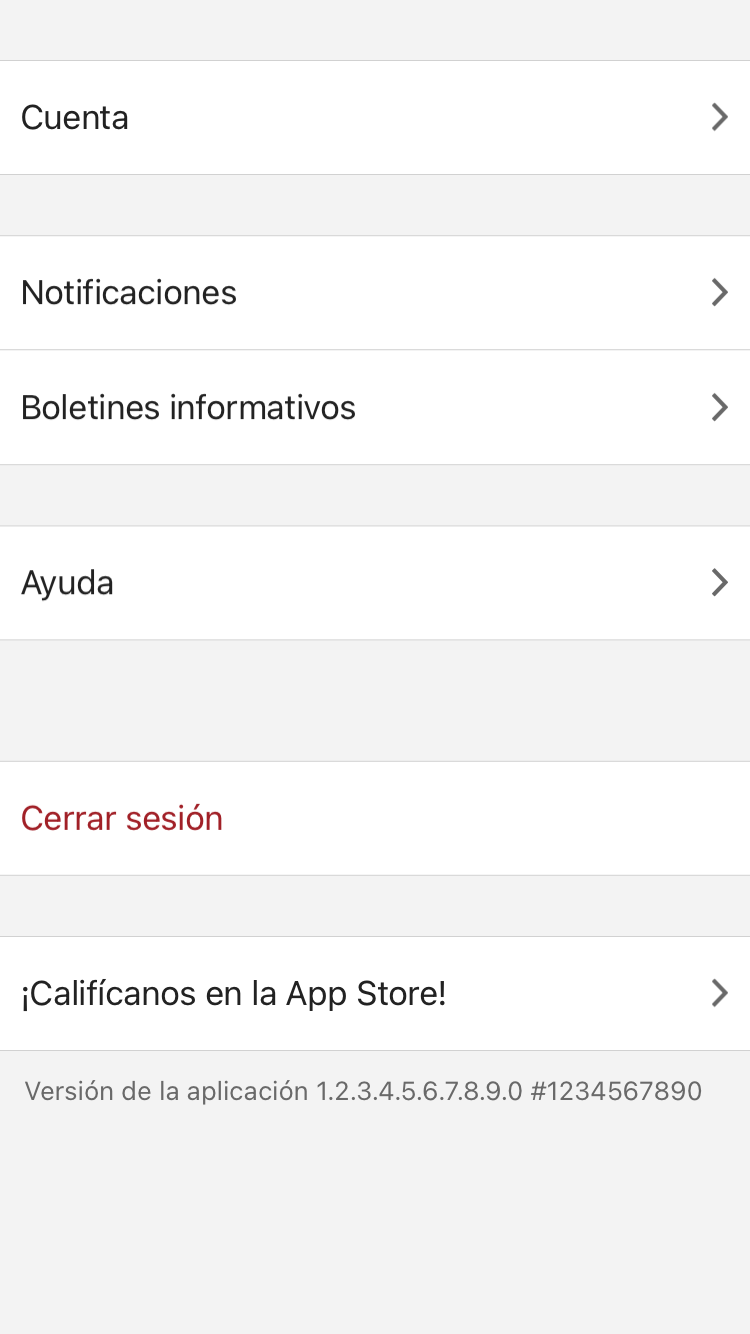 Cuenta
Notificaciones
Boletines informativos
Ayuda
Cerrar sesión
¡Califícanos en la App Store!
Versión de la aplicación 1.2.3.4.5.6.7.8.9.0 #1234567890